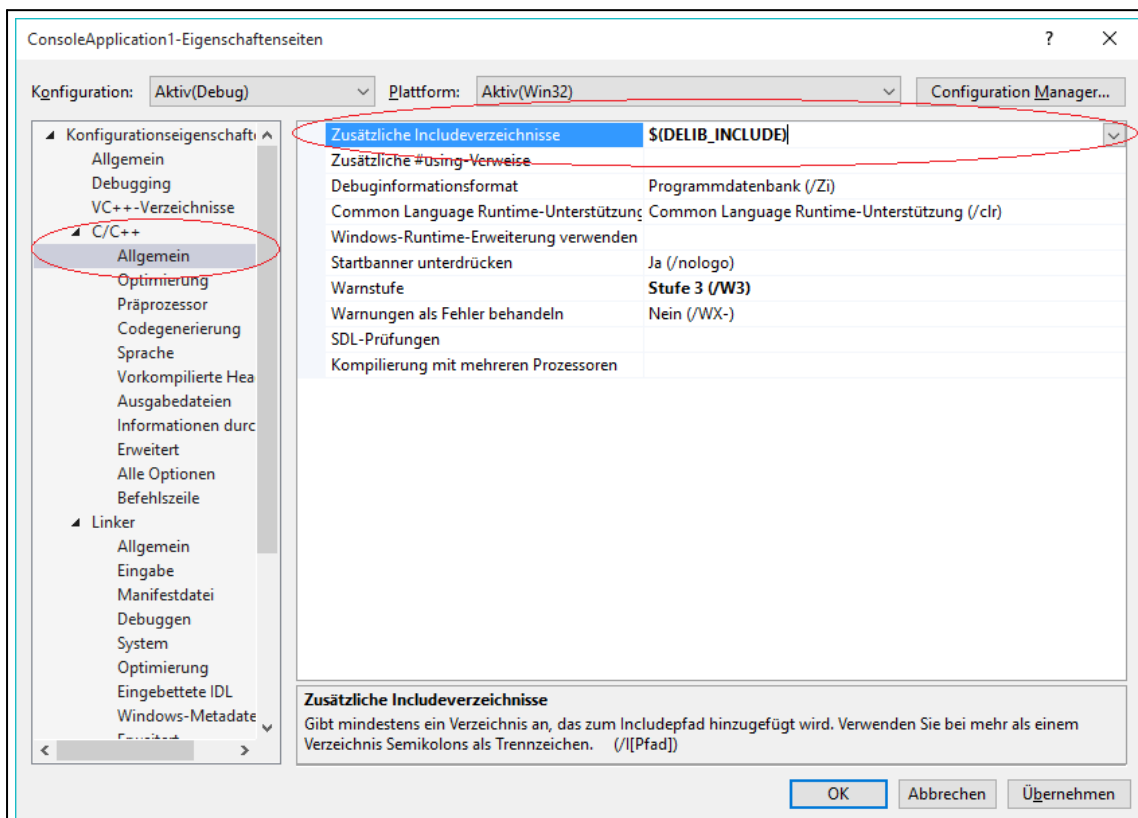 ConsoleApplication1-Eigenschaftenseiten ?
Konfiguration: Aktiv(Debug) Plattform: Aktiv(Win32) Configuration Manager...
Konfigurationseigenschaft
Allgemein
Debugging
VC++-Verzeichnisse
C/C++
Allgemein
Optimierung
Präprozessor
Codegenerierung
Sprache
Vorkompilierte Hea
Ausgabedateien
Informationen durc
Erweitert
Alle Optionen
Befehlszeile
Linker
Allgemein
Eingabe
Manifestdatei
Debuggen
System
Optimierung
Eingebettete IDL
Windows-Metadate
Zusätzliche Includeverzeichnisse $(DELIB_INCLUDE)
Zusätzliche #using-Verweise
Debuginformationsformat Programmdatenbank (/Zi)
Common Language Runtime-Unterstützung Common Language Runtime-Unterstützung (/clr)
Windows-Runtime-Erweiterung verwenden
Startbanner unterdrücken Ja (/nologo)
Warnstufe Stufe 3 (/W3)
Warnungen als Fehler behandeln Nein (/WX-)
SDL-Prüfungen
Kompilierung mit mehreren Prozessoren
Zusätzliche Includeverzeichnisse
Gibt mindestens ein Verzeichnis an, das zum Includepfad hinzugefügt wird. Verwenden Sie bei mehr als einem
Verzeichnis Semikolons als Trennzeichen. (/I[Pfad])
OK Abbrechen Übernehmen